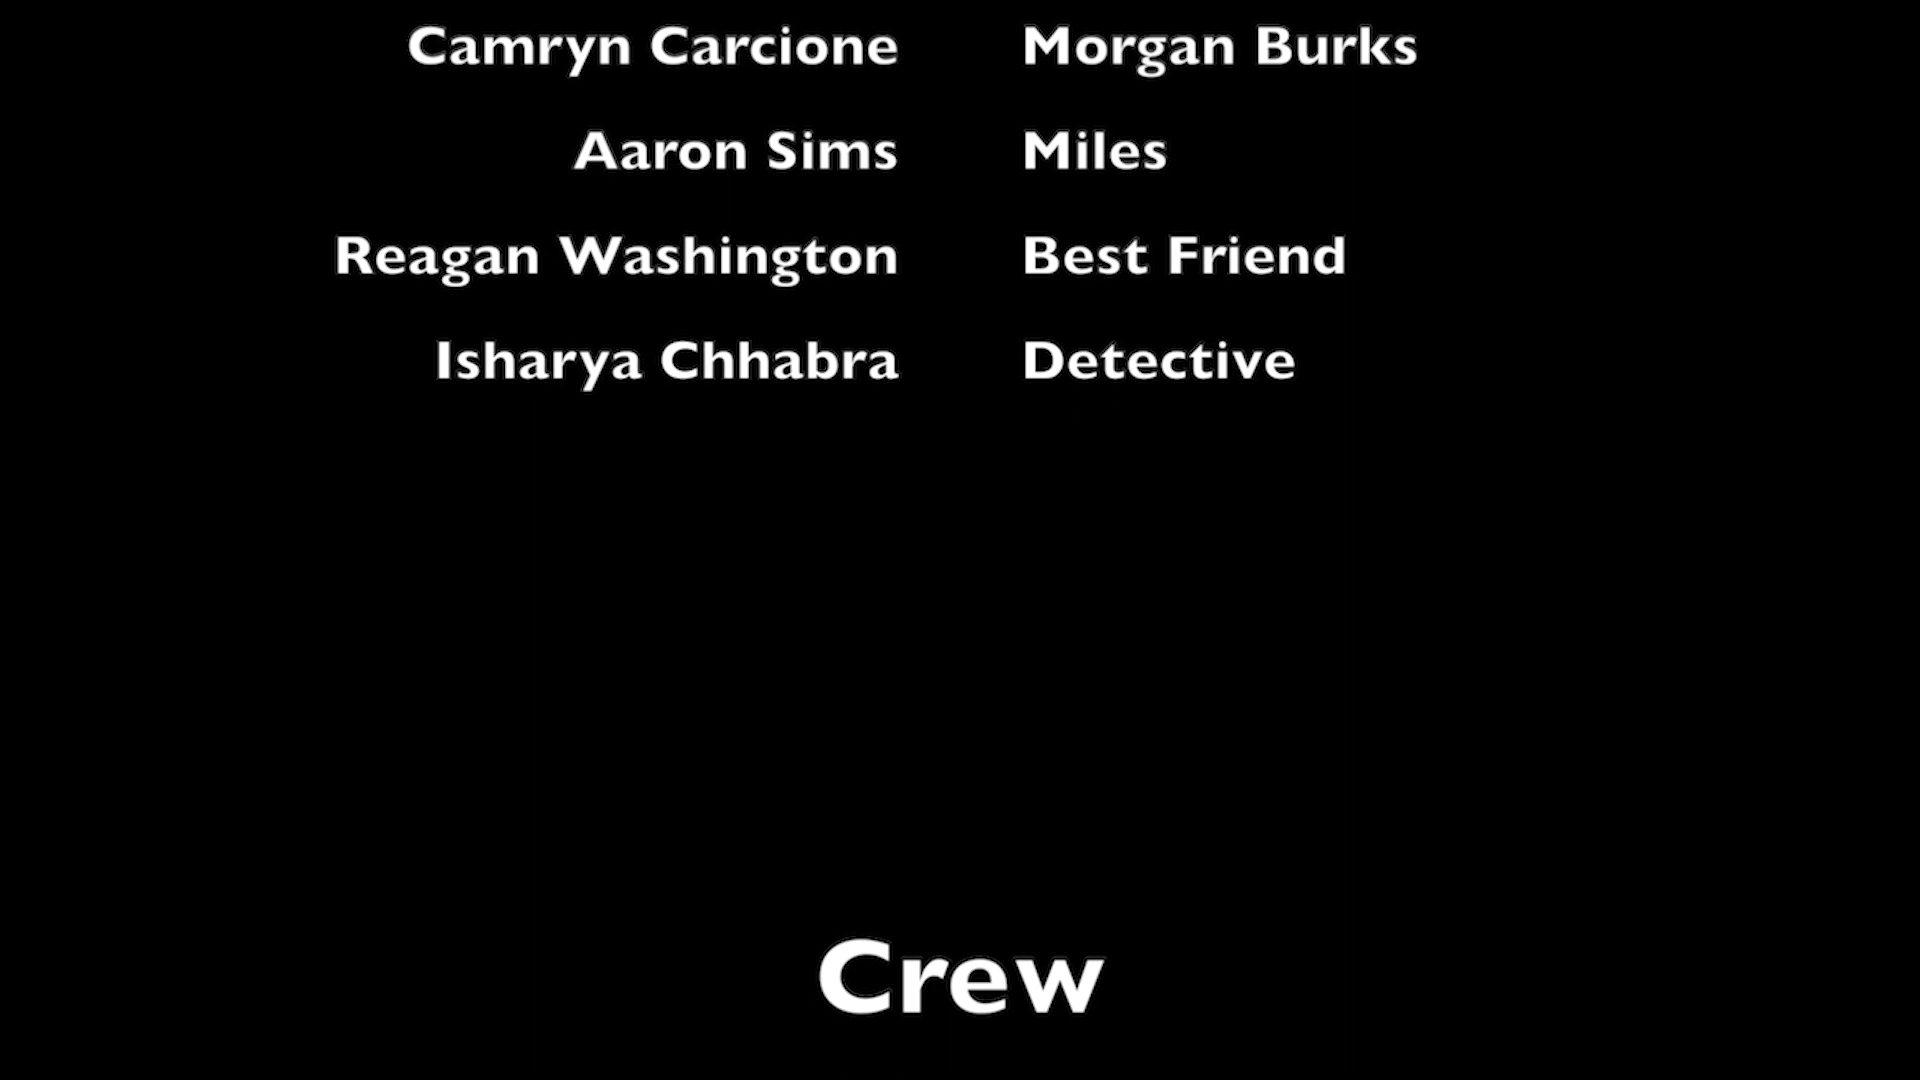 Camryn Carcione Morgan Burks
Aaron Sims Miles
Reagan Washington Best Friend
Isharya Chhabra Detective
Crew